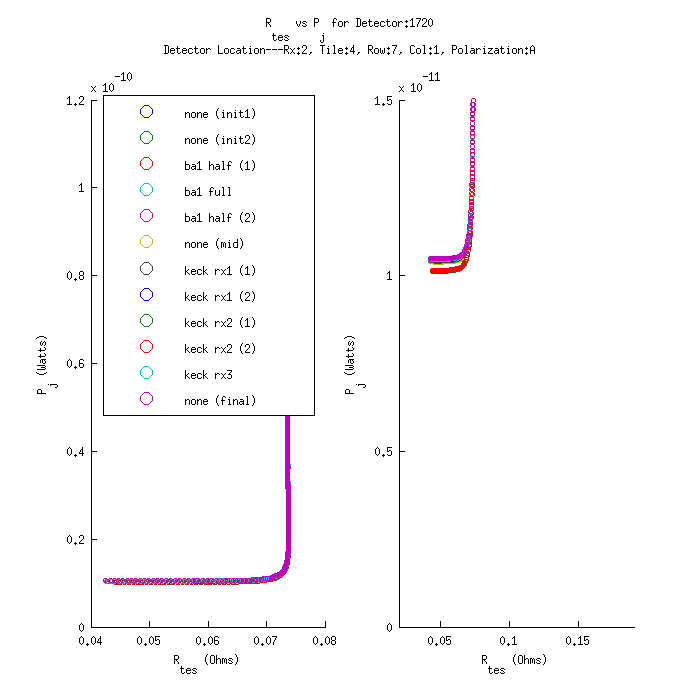 R    vs P  for Detector:1720
tes    j
Detector Location---Rx:2, Tile:4, Row:7, Col:1, Polarization:A
x 10^-10
1.2
1
0.8
0.6
0.4
0.2
0
P_j (Watts)
none (init1)
none (init2)
ba1 half (1)
ba1 full
ba1 half (2)
none (mid)
keck rx1 (1)
keck rx1 (2)
keck rx2 (1)
keck rx2 (2)
keck rx3
none (final)
0.04 0.05 0.06 0.07 0.08
R_tes (Ohms)
x 10^-11
1.5
1
0.5
0
P_j (Watts)
0.05 0.1 0.15
R_tes (Ohms)